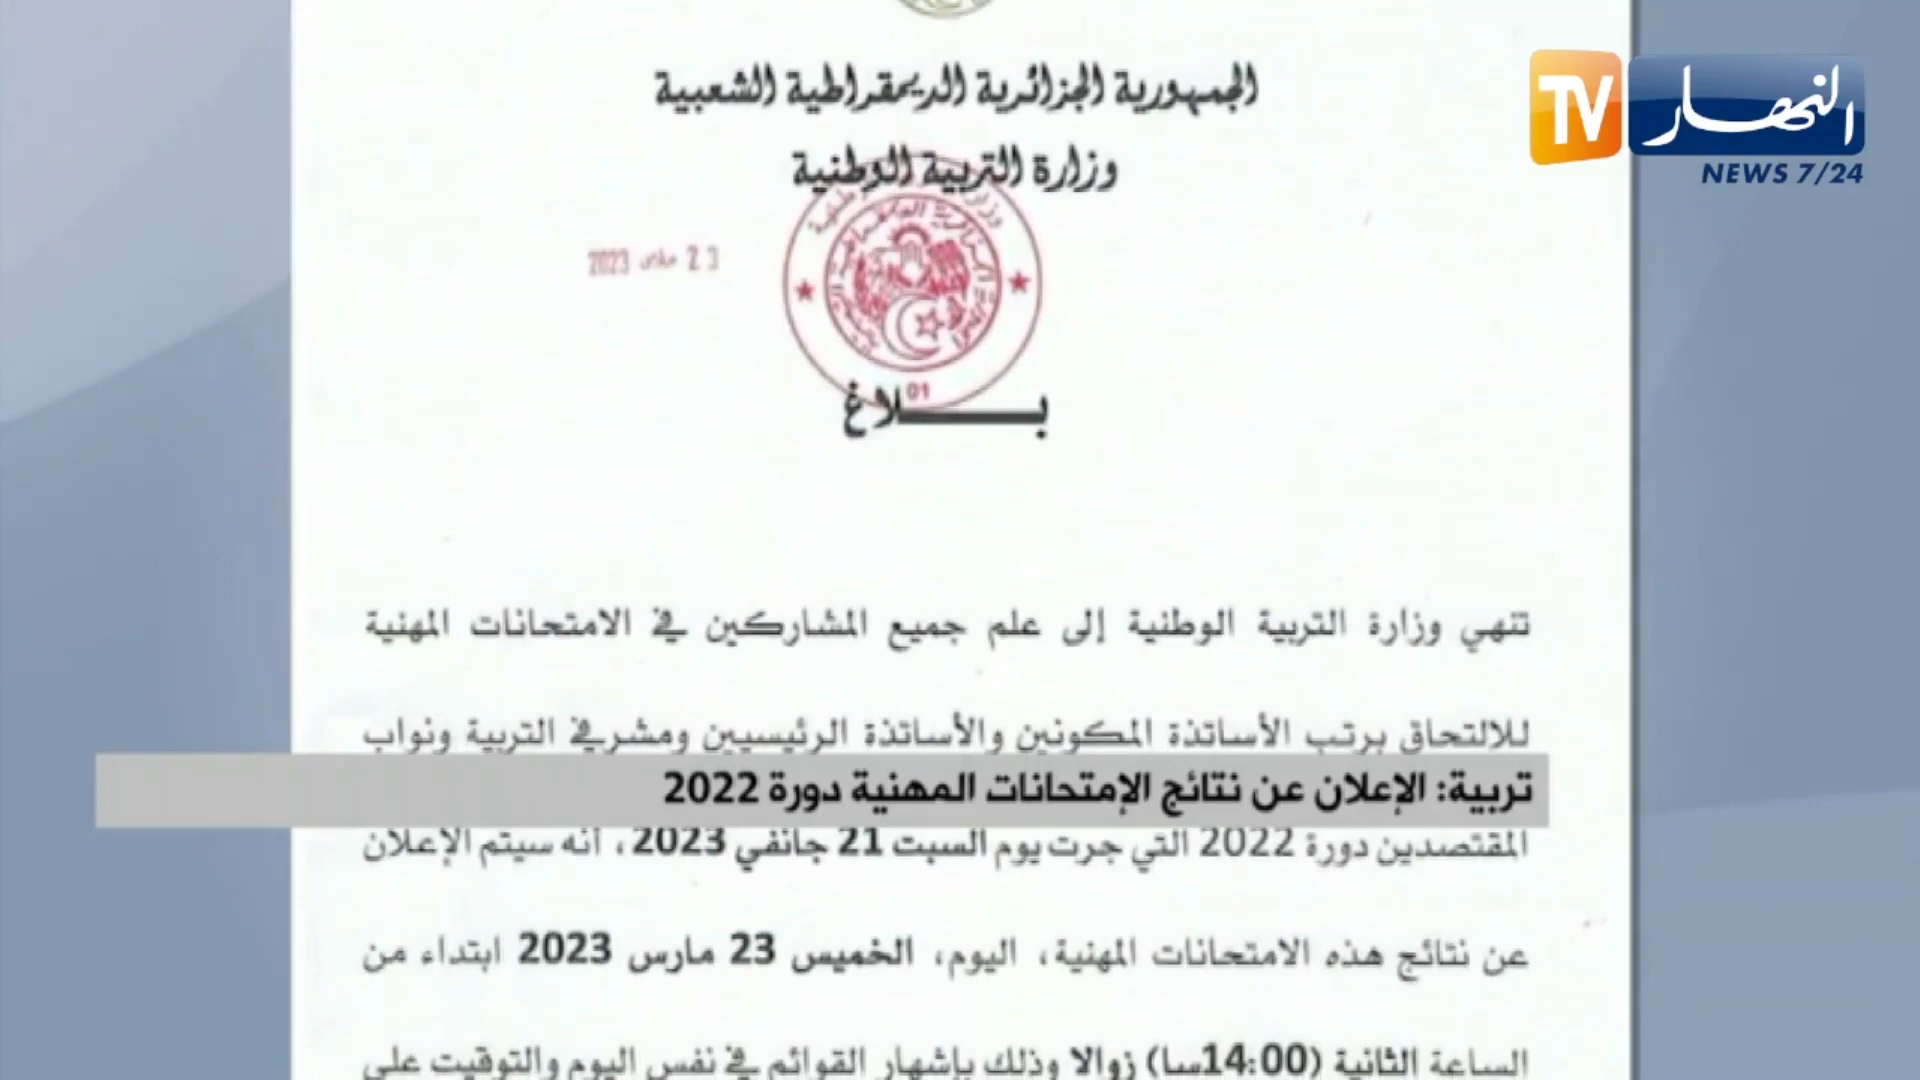 الجمهورية الجزائرية الديمقراطية الشعبية
وزارة التربية الوطنية
TV النهار
NEWS 7/24
23 مارس 2023
01
بـــــــلاغ
تنهي وزارة التربية الوطنية إلى علم جميع المشاركين في الامتحانات المهنية
للالتحاق برتب الأساتذة المكونين والأساتذة الرئيسيين ومشرفي التربية ونواب
تربية: الإعلان عن نتائج الإمتحانات المهنية دورة 2022
المقتصدين دورة 2022 التي جرت يوم السبت 21 جانفي 2023، أنه سيتم الإعلان
عن نتائج هذه الامتحانات المهنية، اليوم، الخميس 23 مارس 2023 ابتداء من
الساعة الثانية (14:00سا) زوالا وذلك بإشهار القوائم في نفس اليوم والتوقيت على